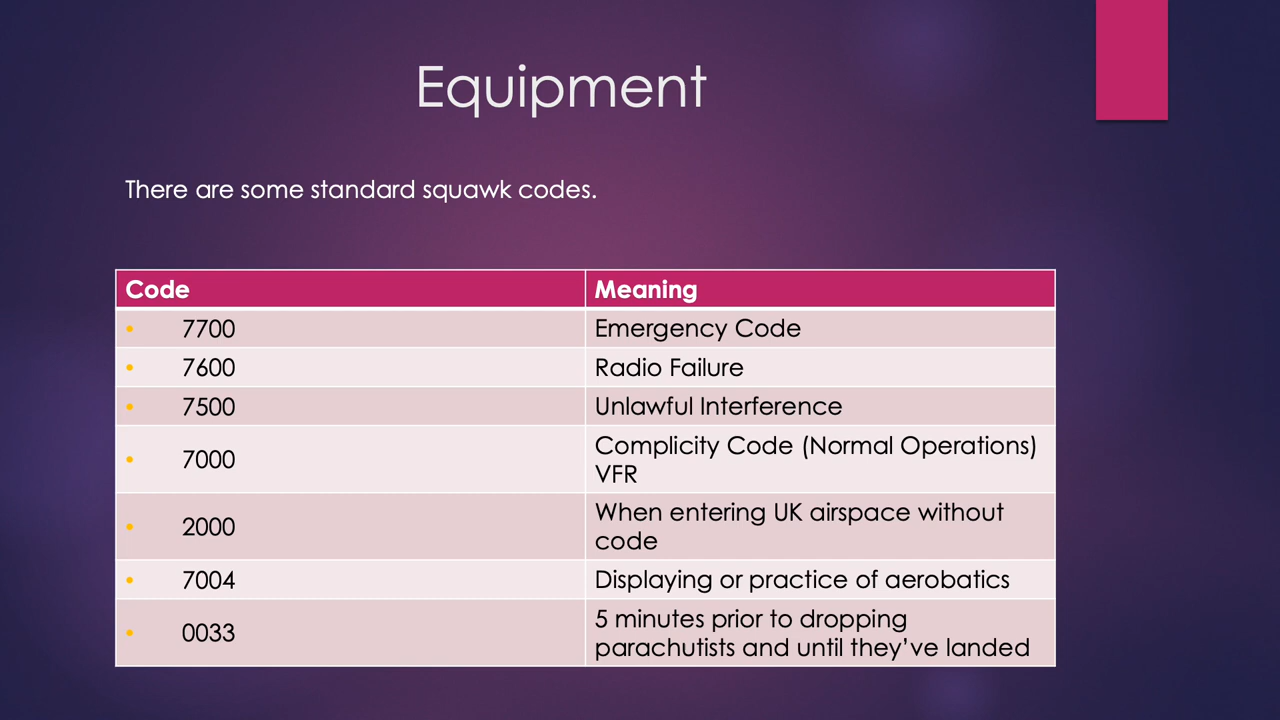 Equipment
There are some standard squawk codes.
Code Meaning
• 7700 Emergency Code
• 7600 Radio Failure
• 7500 Unlawful Interference
• 7000 Complicity Code (Normal Operations)
VFR
• 2000 When entering UK airspace without
code
• 7004 Displaying or practice of aerobatics
• 0033 5 minutes prior to dropping
parachutists and until they’ve landed